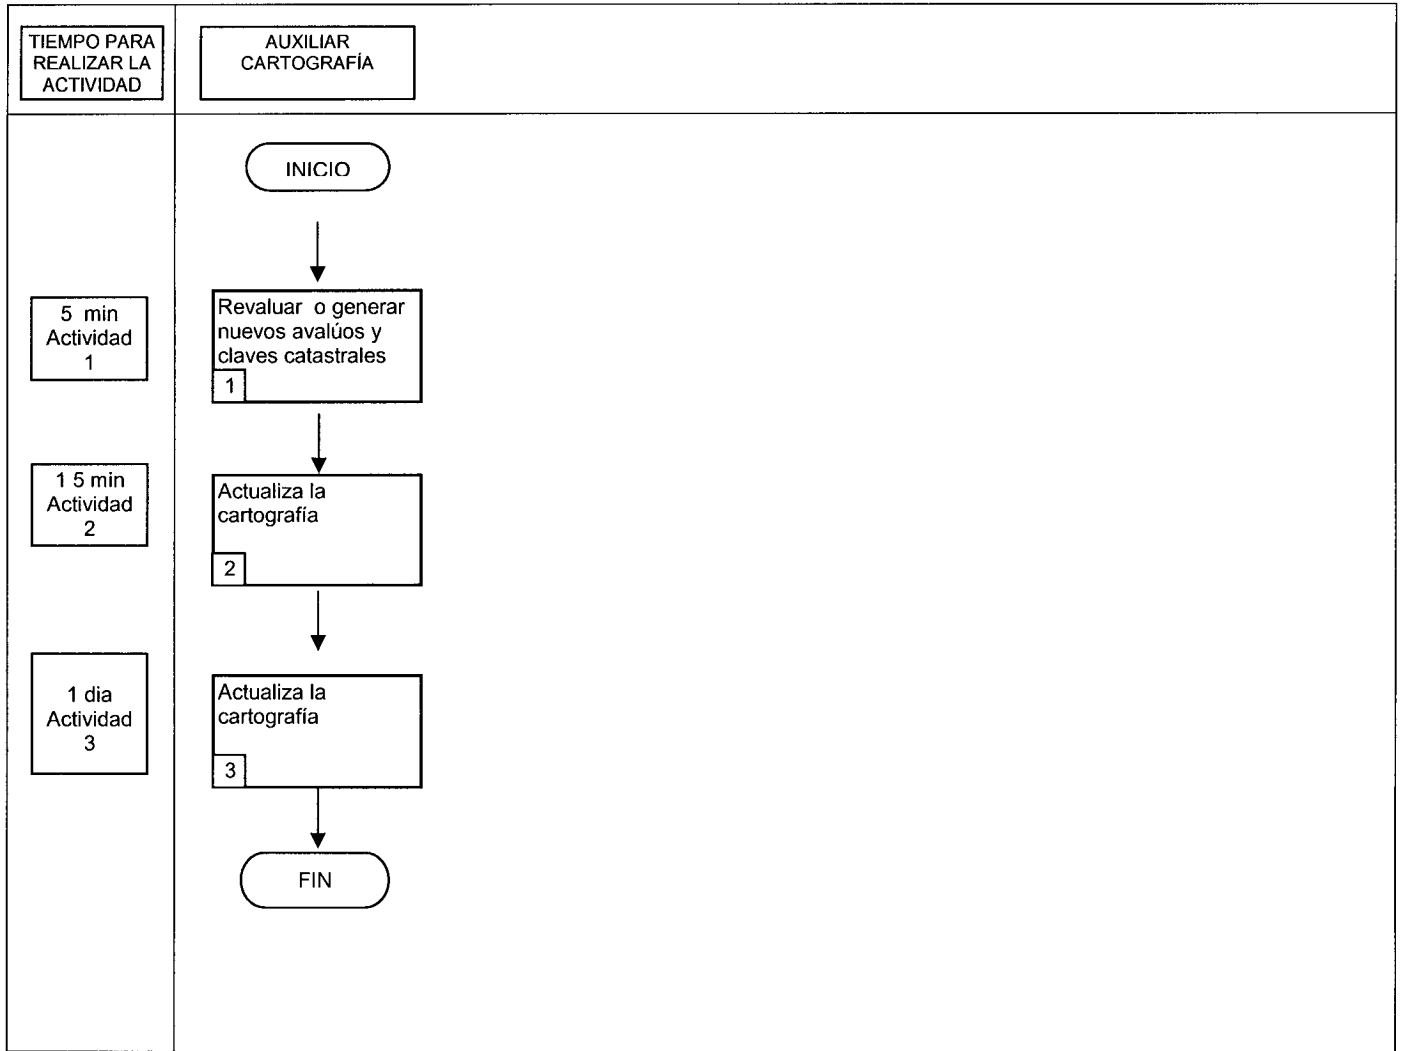 TIEMPO PARA
REALIZAR LA
ACTIVIDAD
AUXILIAR
CARTOGRAFÍA
INICIO
5 min
Actividad
1
Revaluar o generar
nuevos avalúos y
claves catastrales
1
1 5 min
Actividad
2
Actualiza la
cartografía
2
1 dia
Actividad
3
Actualiza la
cartografía
3
FIN